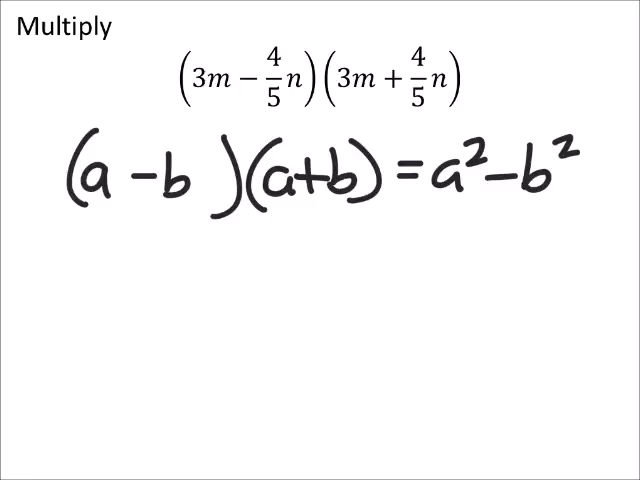 Multiply
(3m − 4/5 n)(3m + 4/5 n)
(a − b)(a+b) = a² − b²